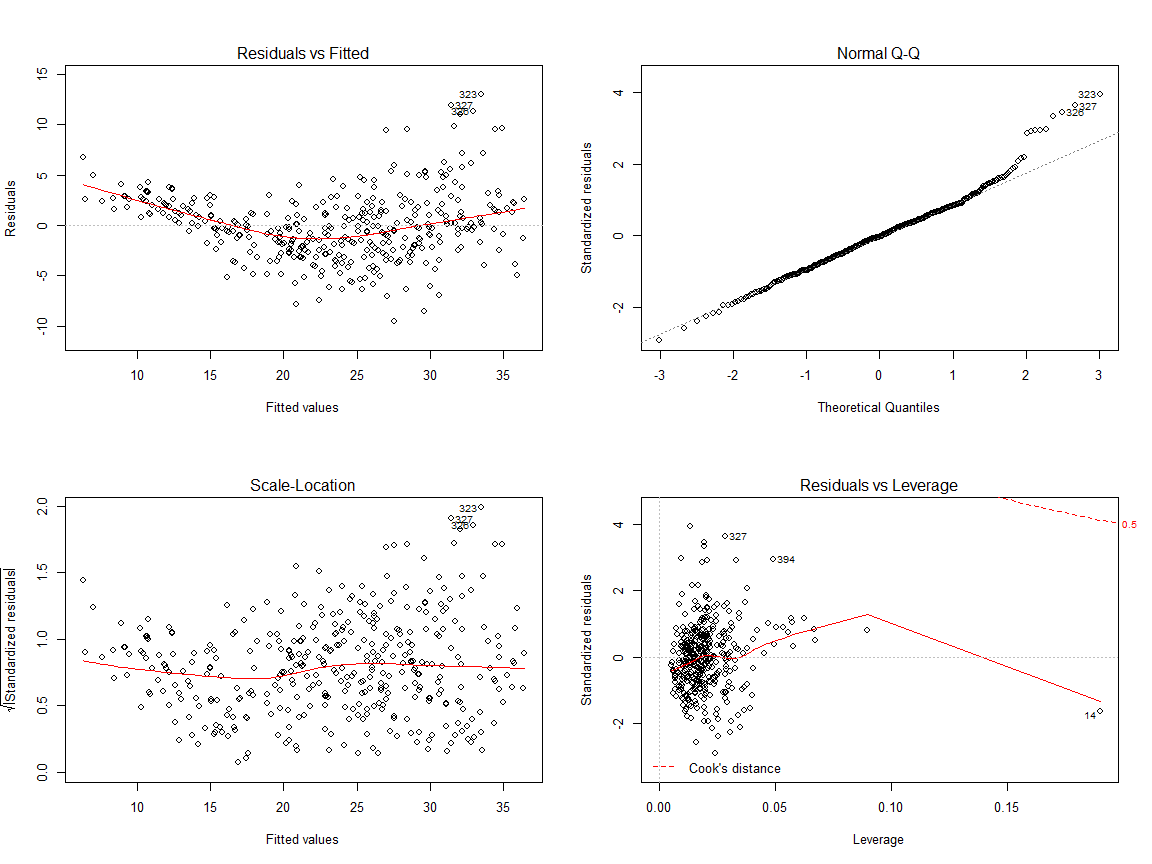 Residuals vs Fitted
Residuals
15
10
5
0
-5
-10
323
327
326
10 15 20 25 30 35
Fitted values
Normal Q-Q
Standardized residuals
4
2
0
-2
323
327
326
-3 -2 -1 0 1 2 3
Theoretical Quantiles
Scale-Location
√|Standardized residuals|
2.0
1.5
1.0
0.5
0.0
323
327
326
10 15 20 25 30 35
Fitted values
Residuals vs Leverage
Standardized residuals
4
2
0
-2
0.5
327
394
14
Cook's distance
0.00 0.05 0.10 0.15
Leverage